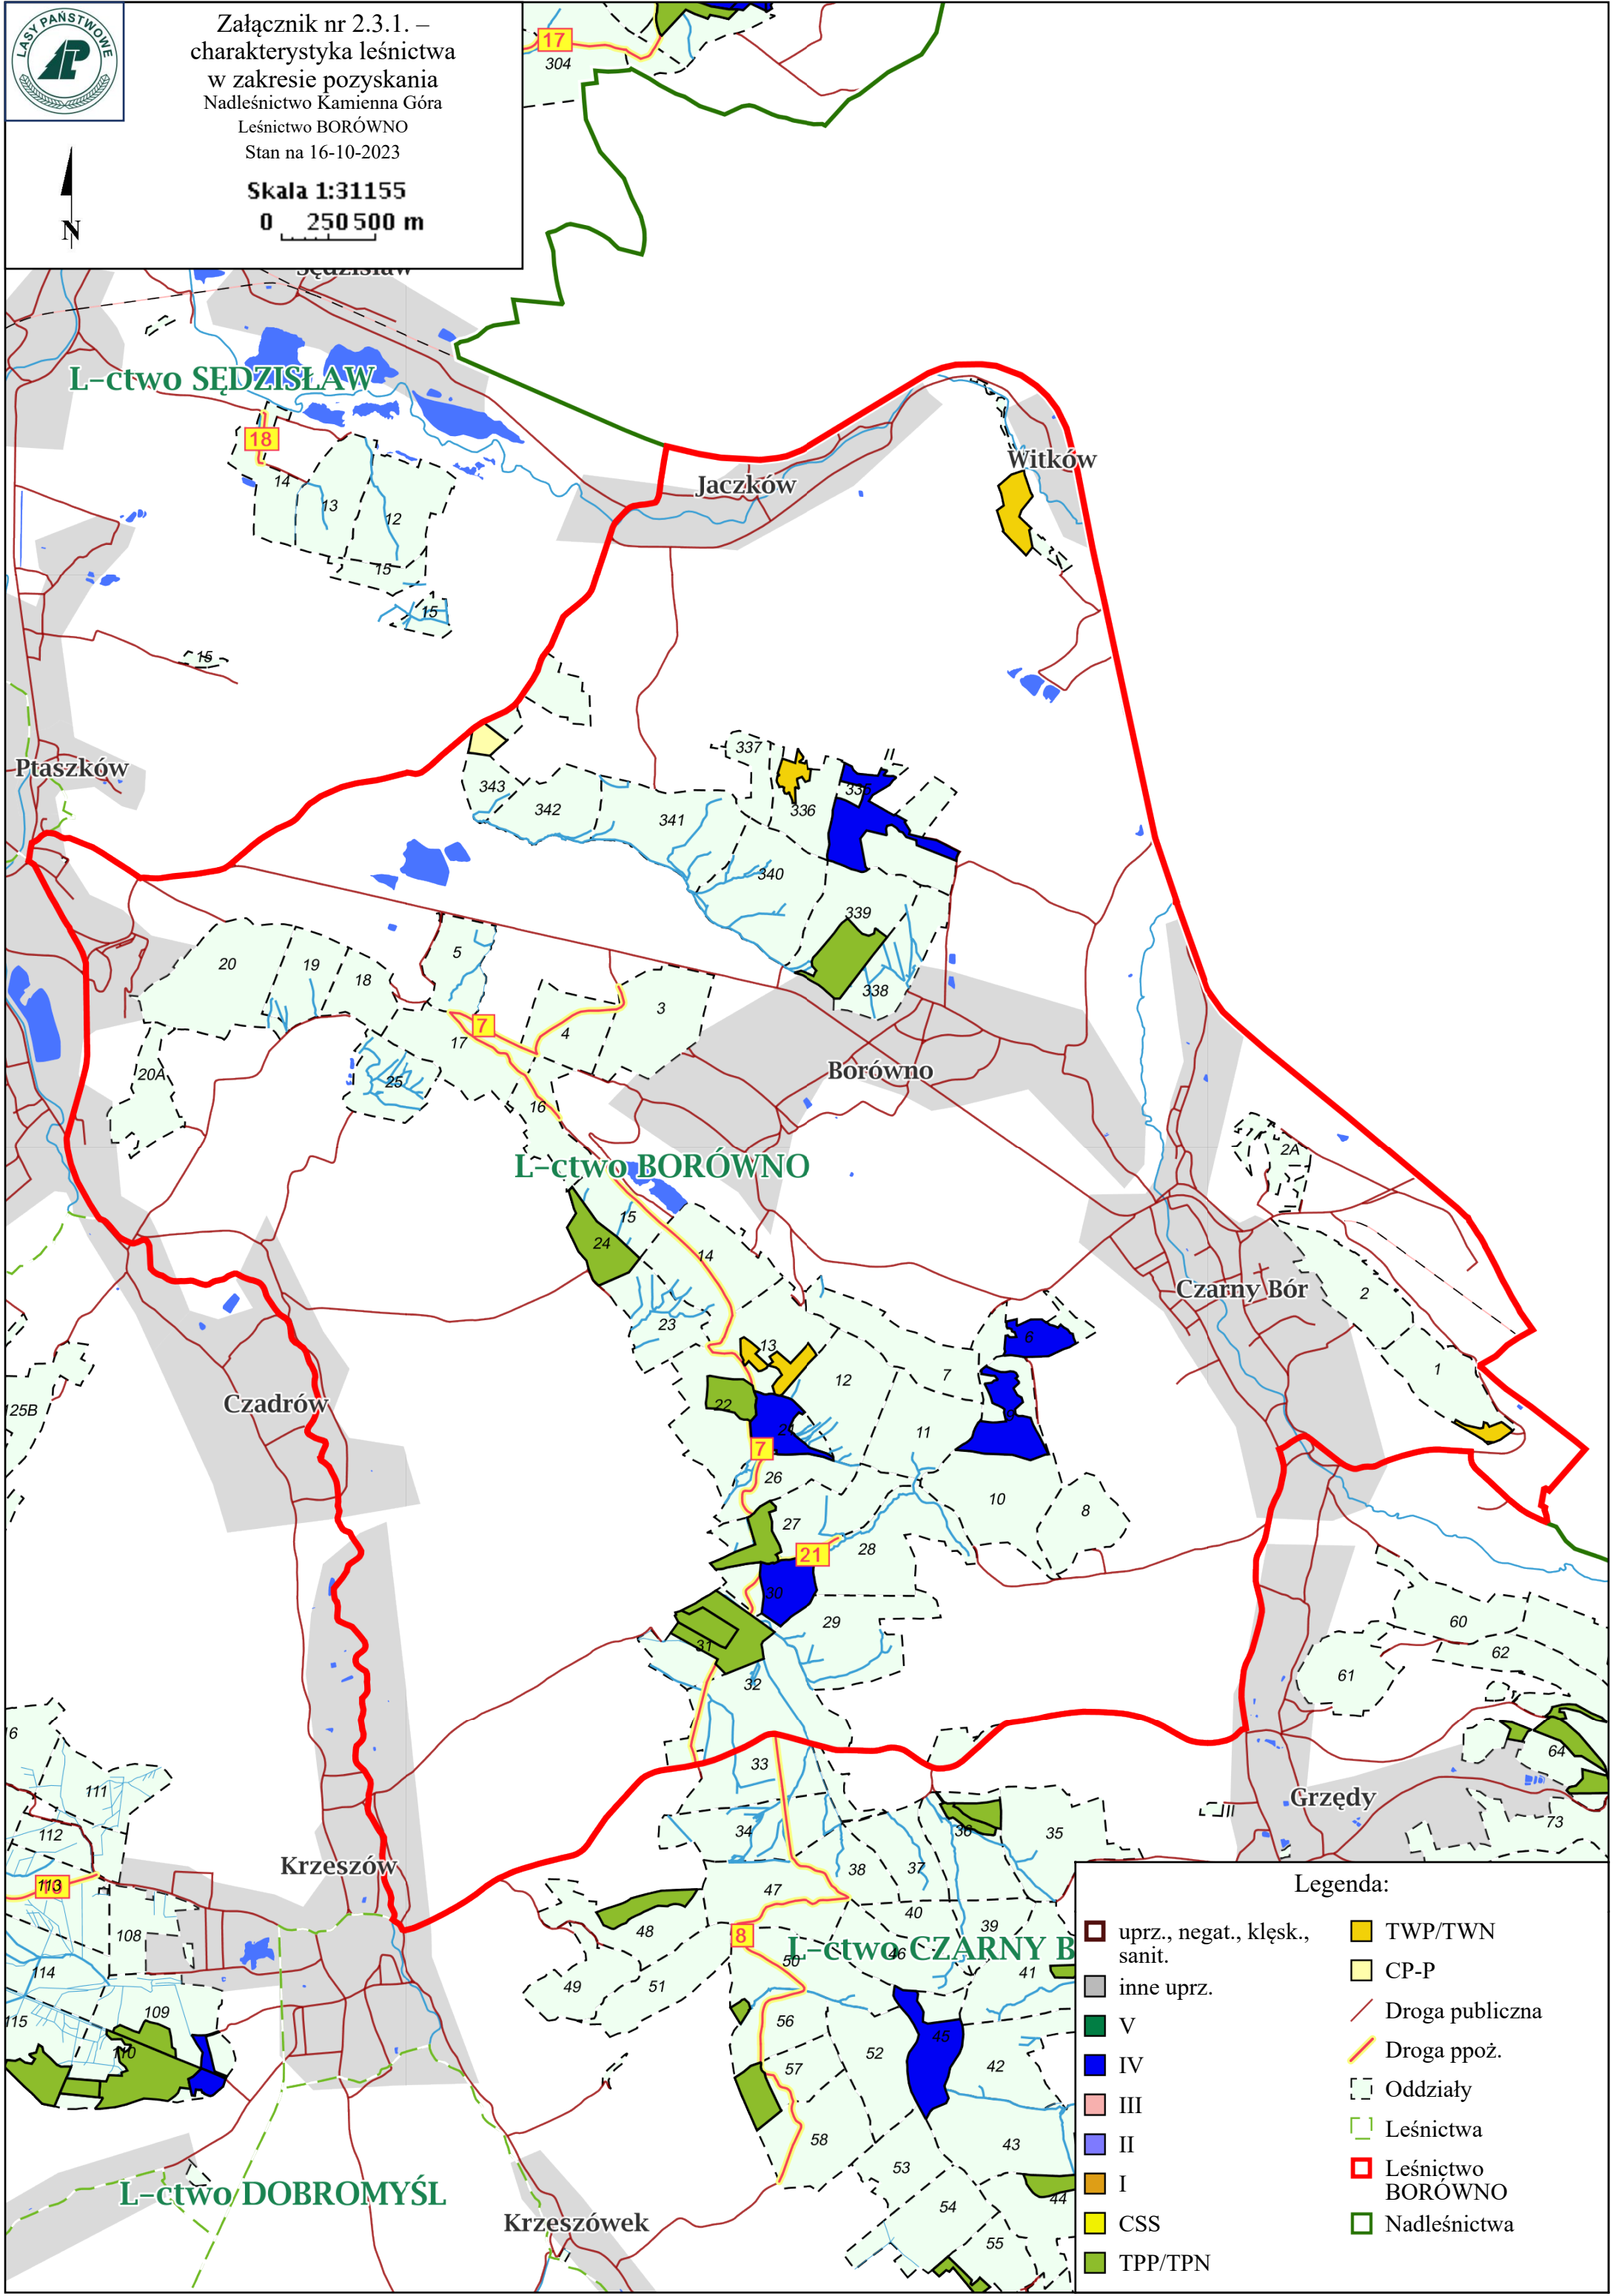 LASY PAŃSTWOWE
Załącznik nr 2.3.1. –
charakterystyka leśnictwa
w zakresie pozyskania
Nadleśnictwo Kamienna Góra
Leśnictwo BORÓWNO
Stan na 16-10-2023
Skala 1:31155
0 250 500 m
N
17
304
Sędzisław
L-ctwo SĘDZISŁAW
18
14
13
12
15
15
15
Jaczków
Witków
Ptaszków
337
343
342
341
336
335
340
339
338
20
19
18
5
3
4
7
17
20A
25
16
Borówno
L-ctwo BORÓWNO
2A
15
24
14
Czarny Bór
2
23
13
6
1
12
7
Czadrów
125B
22
21
9
11
7
26
10
8
27
21
28
30
29
31
32
60
62
61
64
33
Grzędy
73
16
111
112
34
36
35
Krzeszów
113
38
37
47
108
48
40
39
8
L-ctwo CZARNY B
46
50
41
114
49
51
109
115
56
45
110
52
57
42
58
43
53
L-ctwo DOBROMYŚL
44
54
Krzeszówek
55
Legenda:
uprz., negat., klęsk.,
sanit.
inne uprz.
V
IV
III
II
I
CSS
TPP/TPN
TWP/TWN
CP-P
Droga publiczna
Droga ppoż.
Oddziały
Leśnictwa
Leśnictwo
BORÓWNO
Nadleśnictwa